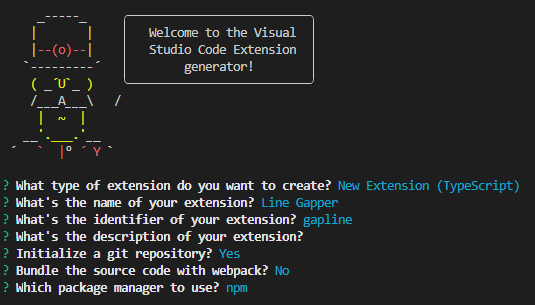 Welcome to the Visual
Studio Code Extension
generator!
? What type of extension do you want to create? New Extension (TypeScript)
? What's the name of your extension? Line Gapper
? What's the identifier of your extension? gapline
? What's the description of your extension?
? Initialize a git repository? Yes
? Bundle the source code with webpack? No
? Which package manager to use? npm